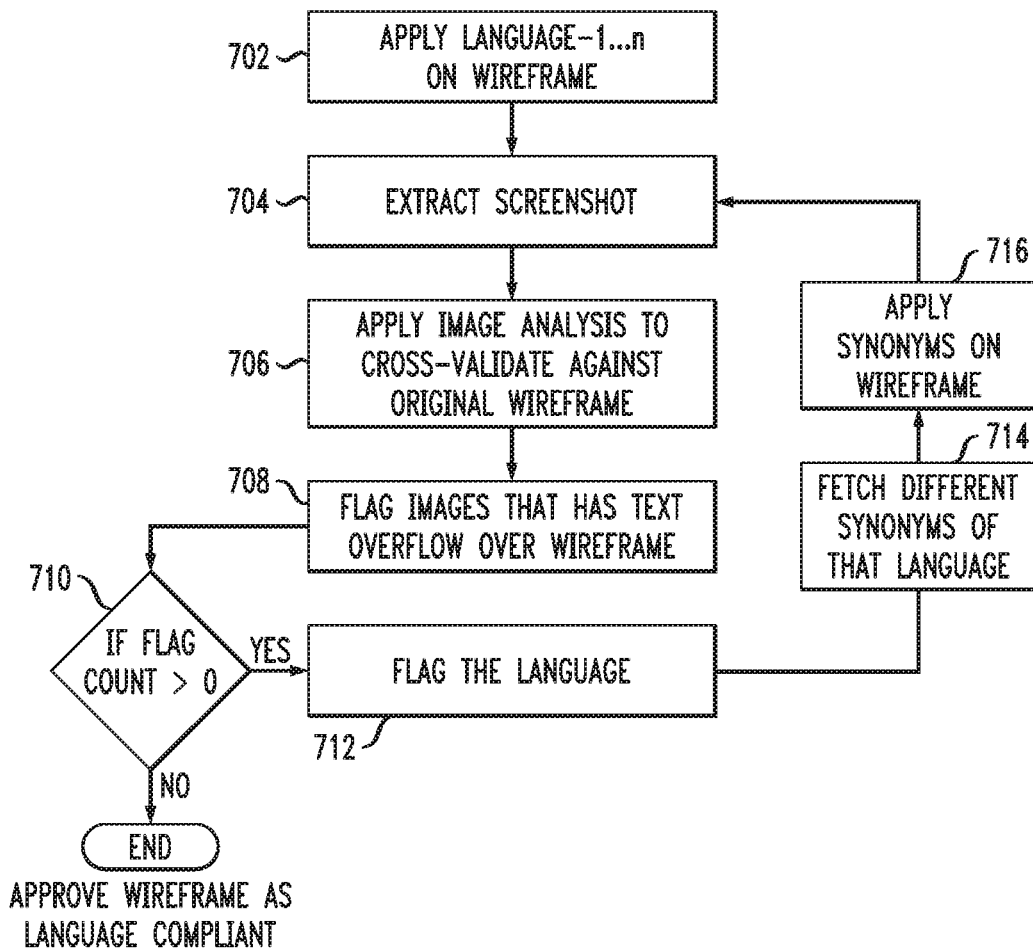 702
APPLY LANGUAGE-1...n
ON WIREFRAME
704
EXTRACT SCREENSHOT
706
APPLY IMAGE ANALYSIS TO
CROSS-VALIDATE AGAINST
ORIGINAL WIREFRAME
708
FLAG IMAGES THAT HAS TEXT
OVERFLOW OVER WIREFRAME
710
IF FLAG
COUNT > 0
YES
NO
END
APPROVE WIREFRAME AS
LANGUAGE COMPLIANT
FLAG THE LANGUAGE
712
714
FETCH DIFFERENT
SYNONYMS OF
THAT LANGUAGE
716
APPLY
SYNONYMS ON
WIREFRAME